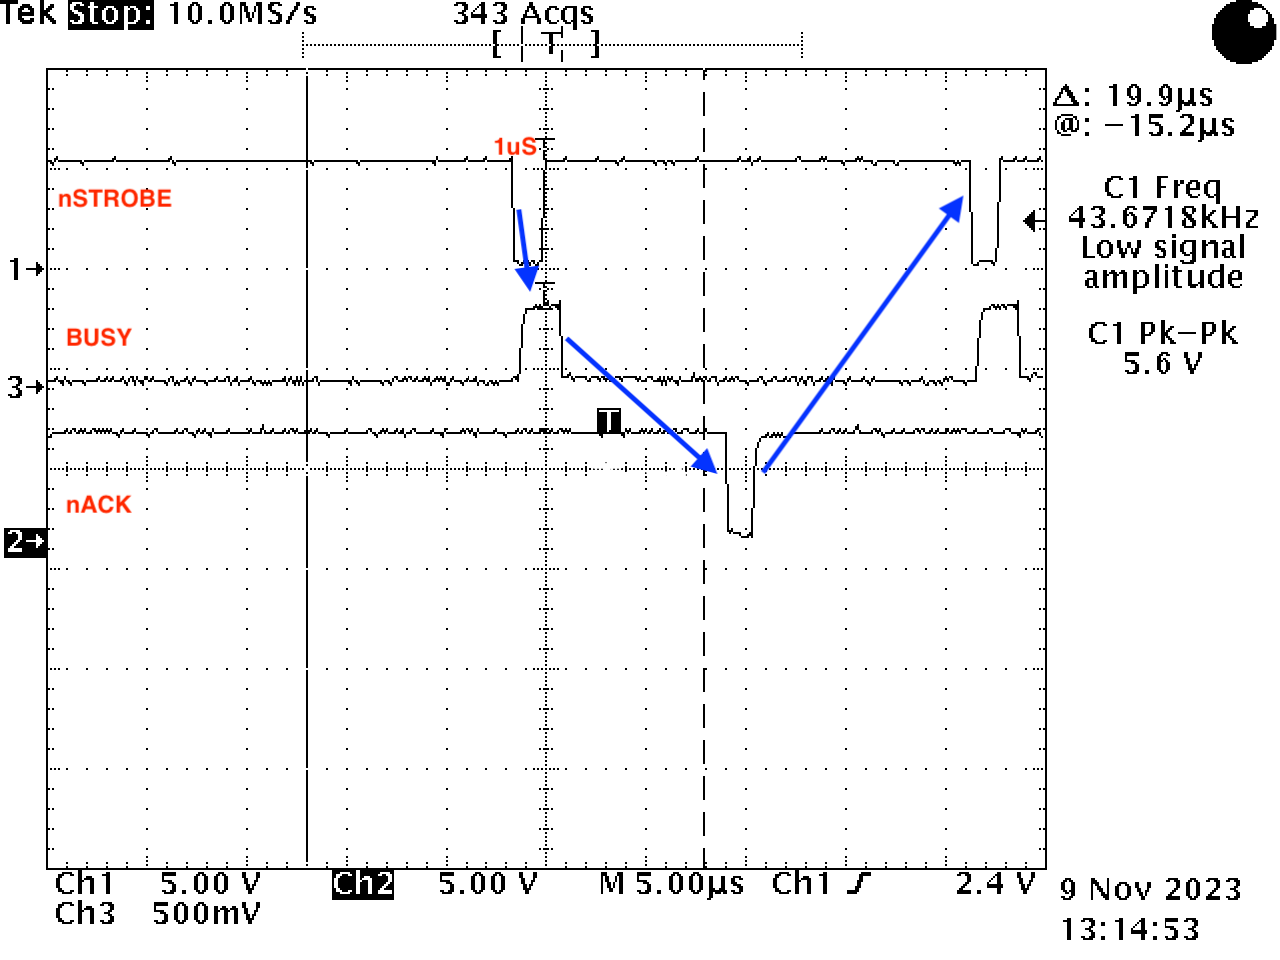 Tek Stop: 10.0MS/s 343 Acqs
[ T ]
Δ: 19.9µs
@: −15.2µs
1uS
C1 Freq
43.6718kHz
Low signal
amplitude
nSTROBE
1→
BUSY
C1 Pk−Pk
5.6 V
3→
T
nACK
2→
Ch1 5.00 V Ch2 5.00 V M 5.00µs Ch1 2.4 V
Ch3 500mV
9 Nov 2023
13:14:53